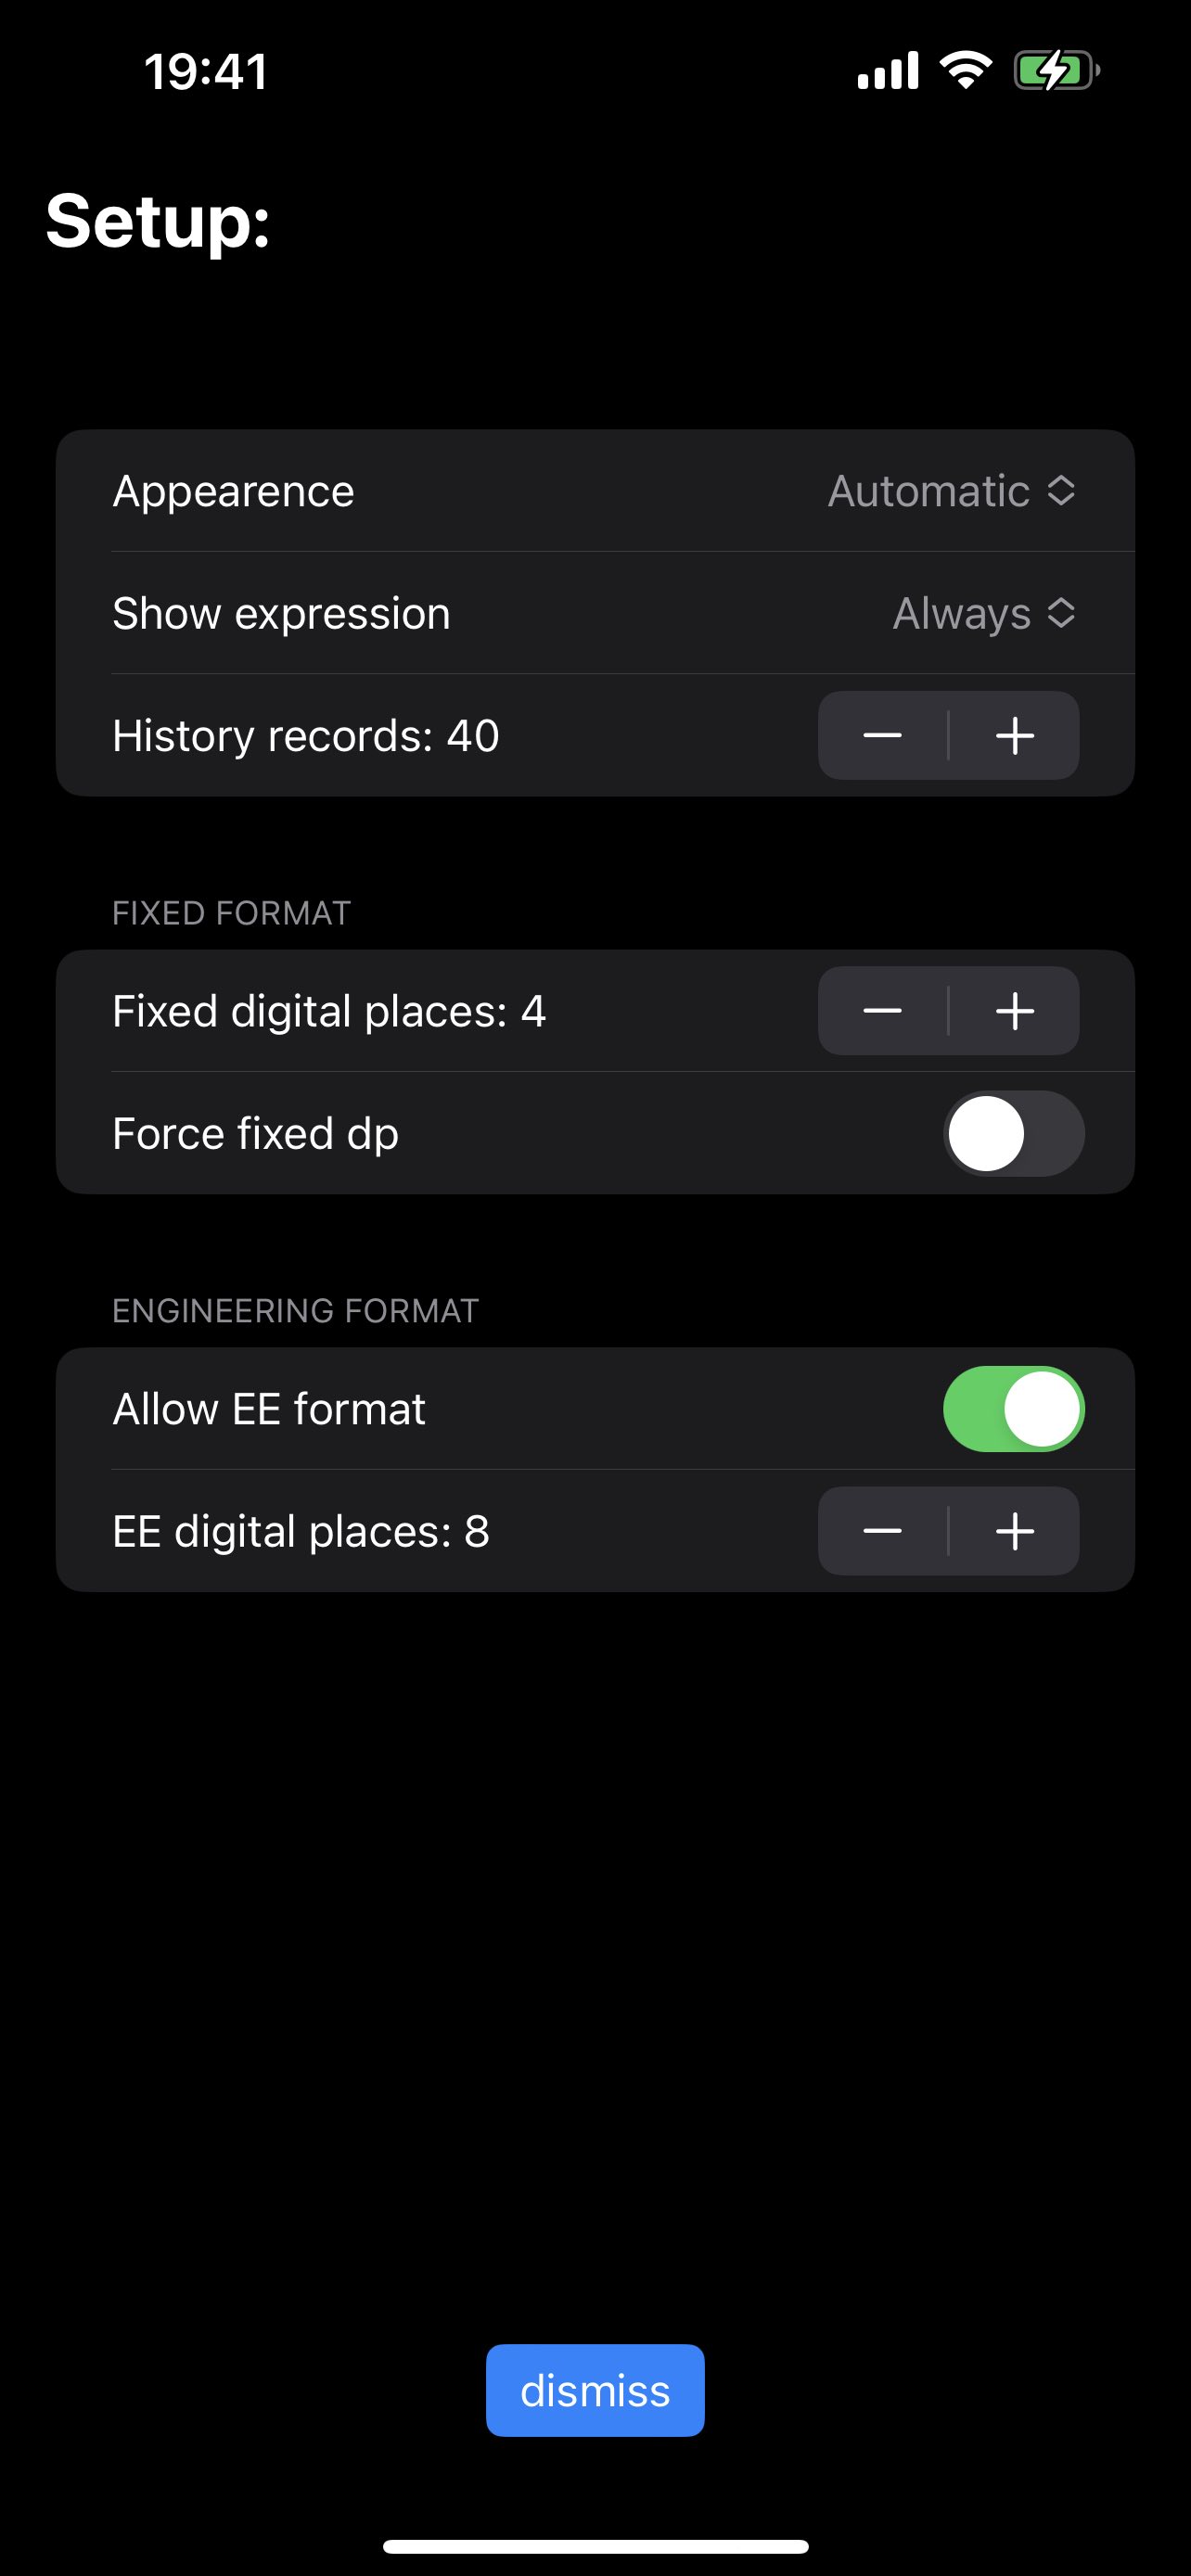 19:41
Setup:
Appearence Automatic
Show expression Always
History records: 40
FIXED FORMAT
Fixed digital places: 4
Force fixed dp
ENGINEERING FORMAT
Allow EE format
EE digital places: 8
dismiss